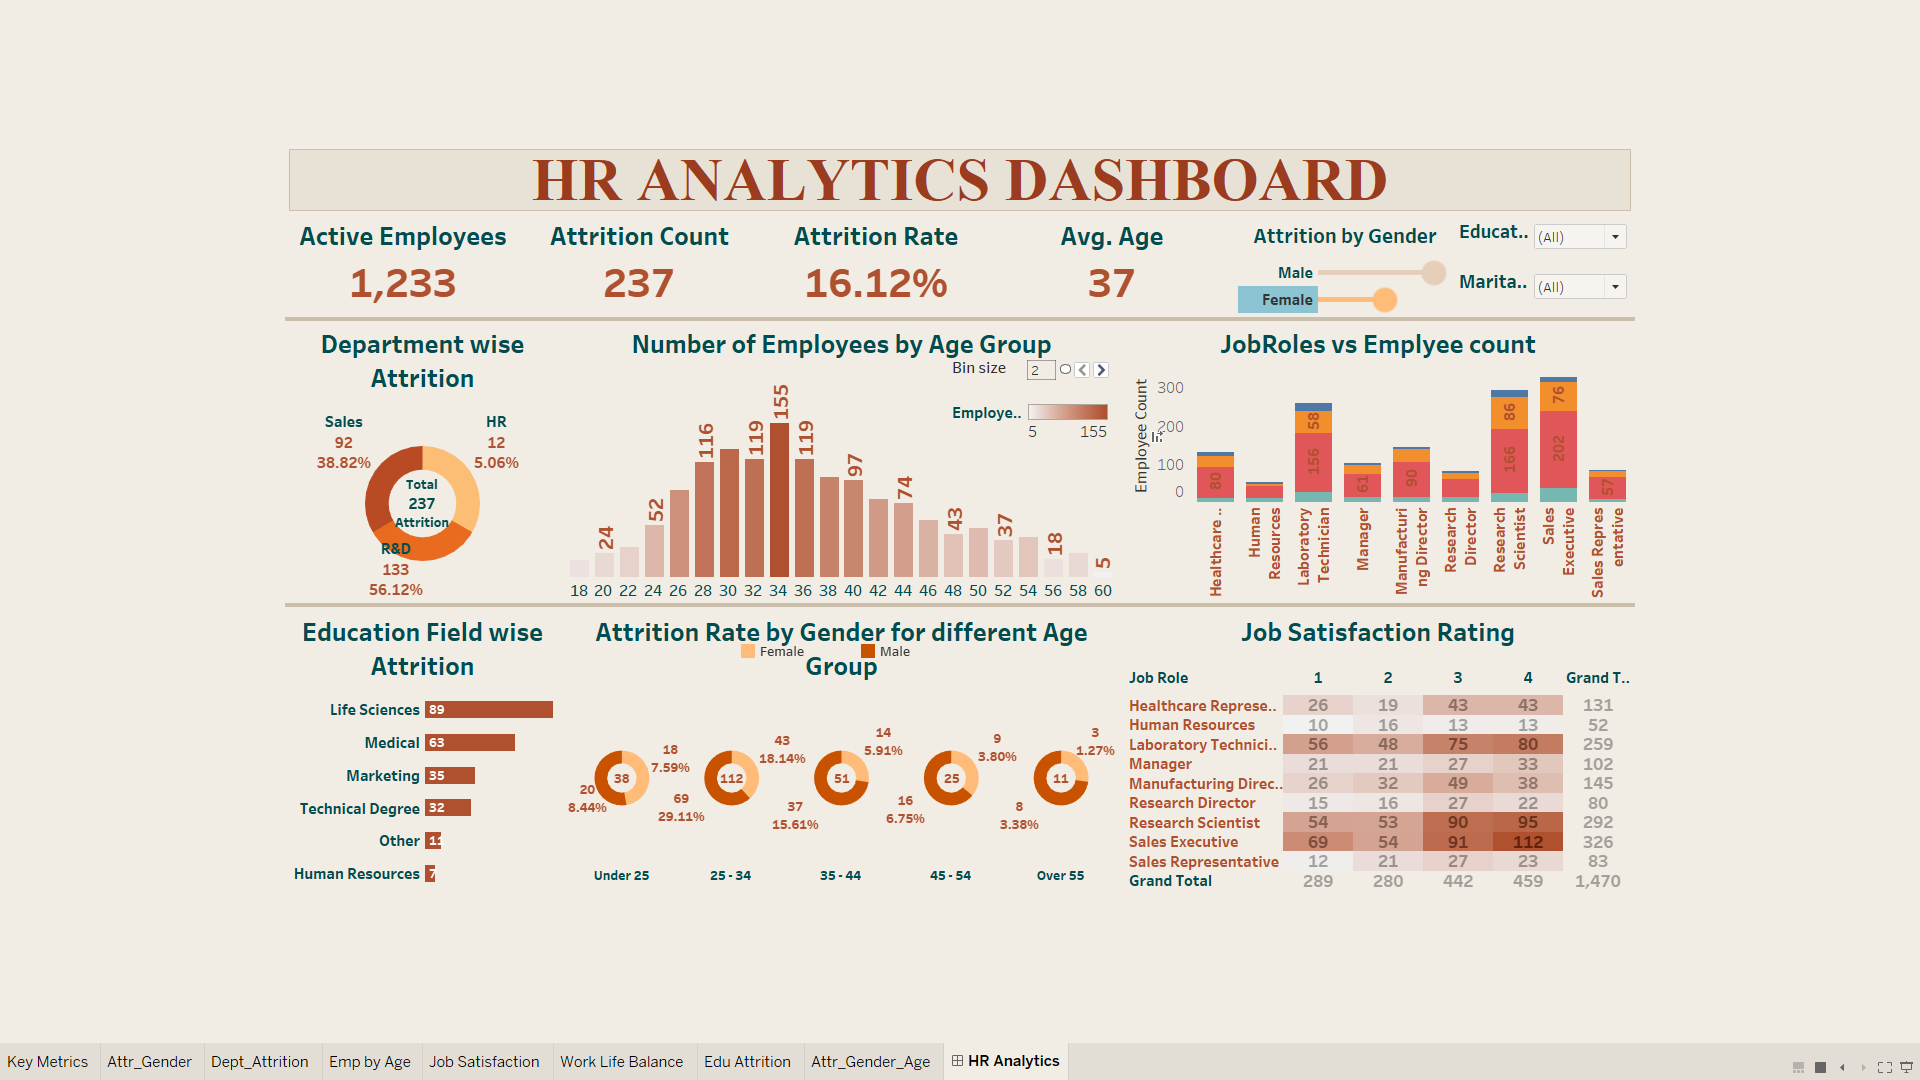 HR ANALYTICS DASHBOARD
Active Employees
1,233
Attrition Count
237
Attrition Rate
16.12%
Avg. Age
37
Attrition by Gender
Male
Female
Educat..
(All)
Marita..
(All)
Department wise
Attrition
Sales
92
38.82%
HR
12
5.06%
Total
237
Attrition
R&D
133
56.12%
Number of Employees by Age Group
Bin size
2
Employe..
5 155
24
52
116
119
155
119
97
74
43
37
18
5
18 20 22 24 26 28 30 32 34 36 38 40 42 44 46 48 50 52 54 56 58 60
JobRoles vs Emplyee count
Employee Count
300
200
100
0
80
156
58
61
90
166
86
202
76
57
Healthcare ..
Human
Resources
Laboratory
Technician
Manager
Manufacturi
ng Director
Research
Director
Research
Scientist
Sales
Executive
Sales Repres
entative
Education Field wise
Attrition
Life Sciences 89
Medical 63
Marketing 35
Technical Degree 32
Other 11
Human Resources 7
Attrition Rate by Gender for different Age
Group
Female Male
38
18
7.59%
20
8.44%
112
43
18.14%
69
29.11%
51
14
5.91%
37
15.61%
25
9
3.80%
16
6.75%
11
3
1.27%
8
3.38%
Under 25 25 - 34 35 - 44 45 - 54 Over 55
Job Satisfaction Rating
Job Role 1 2 3 4 Grand T..
Healthcare Represe.. 26 19 43 43 131
Human Resources 10 16 13 13 52
Laboratory Technici.. 56 48 75 80 259
Manager 21 21 27 33 102
Manufacturing Direc.. 26 32 49 38 145
Research Director 15 16 27 22 80
Research Scientist 54 53 90 95 292
Sales Executive 69 54 91 112 326
Sales Representative 12 21 27 23 83
Grand Total 289 280 442 459 1,470
Key Metrics Attr_Gender Dept_Attrition Emp by Age Job Satisfaction Work Life Balance Edu Attrition Attr_Gender_Age HR Analytics